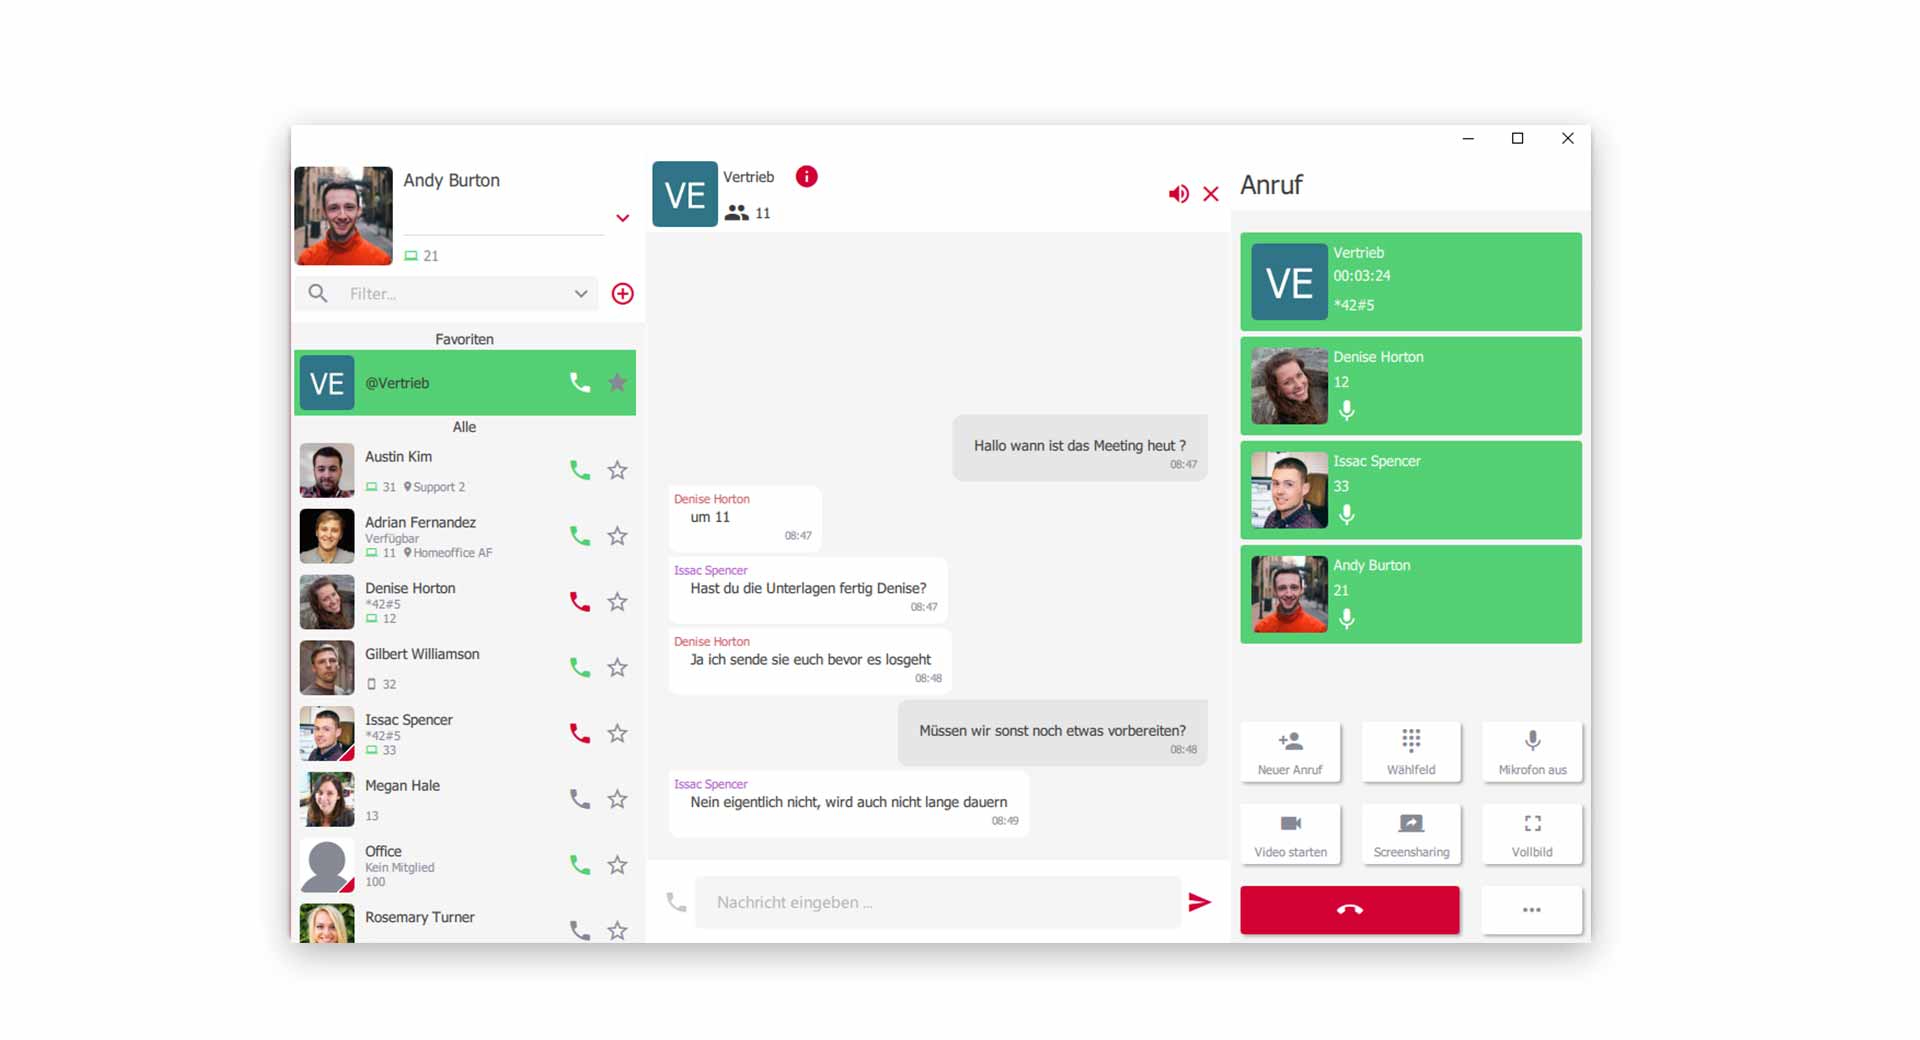 Andy Burton
21
Filter...
Favoriten
VE
@Vertrieb
Alle
Austin Kim
31 Support 2
Adrian Fernandez
Verfügbar
11 Homeoffice AF
Denise Horton
*42#5
12
Gilbert Williamson
32
Issac Spencer
*42#5
33
Megan Hale
13
Office
Kein Mitglied
100
Rosemary Turner
VE
Vertrieb
11
Hallo wann ist das Meeting heut ?
08:47
Denise Horton
um 11
08:47
Issac Spencer
Hast du die Unterlagen fertig Denise?
08:47
Denise Horton
Ja ich sende sie euch bevor es losgeht
08:48
Müssen wir sonst noch etwas vorbereiten?
08:48
Issac Spencer
Nein eigentlich nicht, wird auch nicht lange dauern
08:49
Nachricht eingeben ...
Anruf
VE
Vertrieb
00:03:24
*42#5
Denise Horton
12
Issac Spencer
33
Andy Burton
21
Neuer Anruf
Wählfeld
Mikrofon aus
Video starten
Screensharing
Vollbild